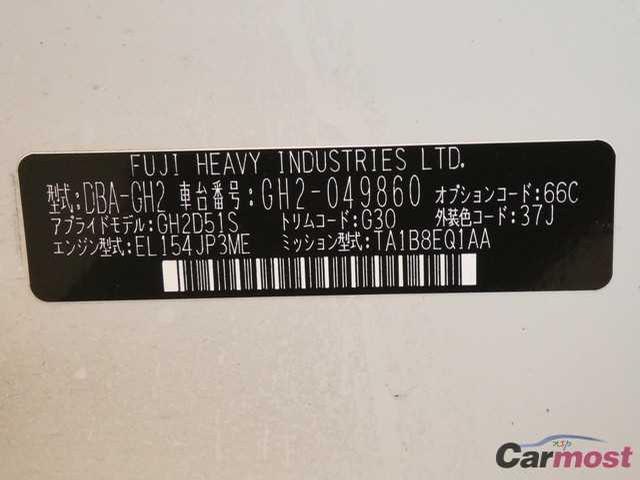 FUJI HEAVY INDUSTRIES LTD.
型式:DBA-GH2 車台番号:GH2-049860 オプションコード:66C
アプライドモデル:GH2D51S トリムコード:G30 外装色コード:37J
エンジン型式:EL154JP3ME ミッション型式:TA1B8EQ1AA
Carmost